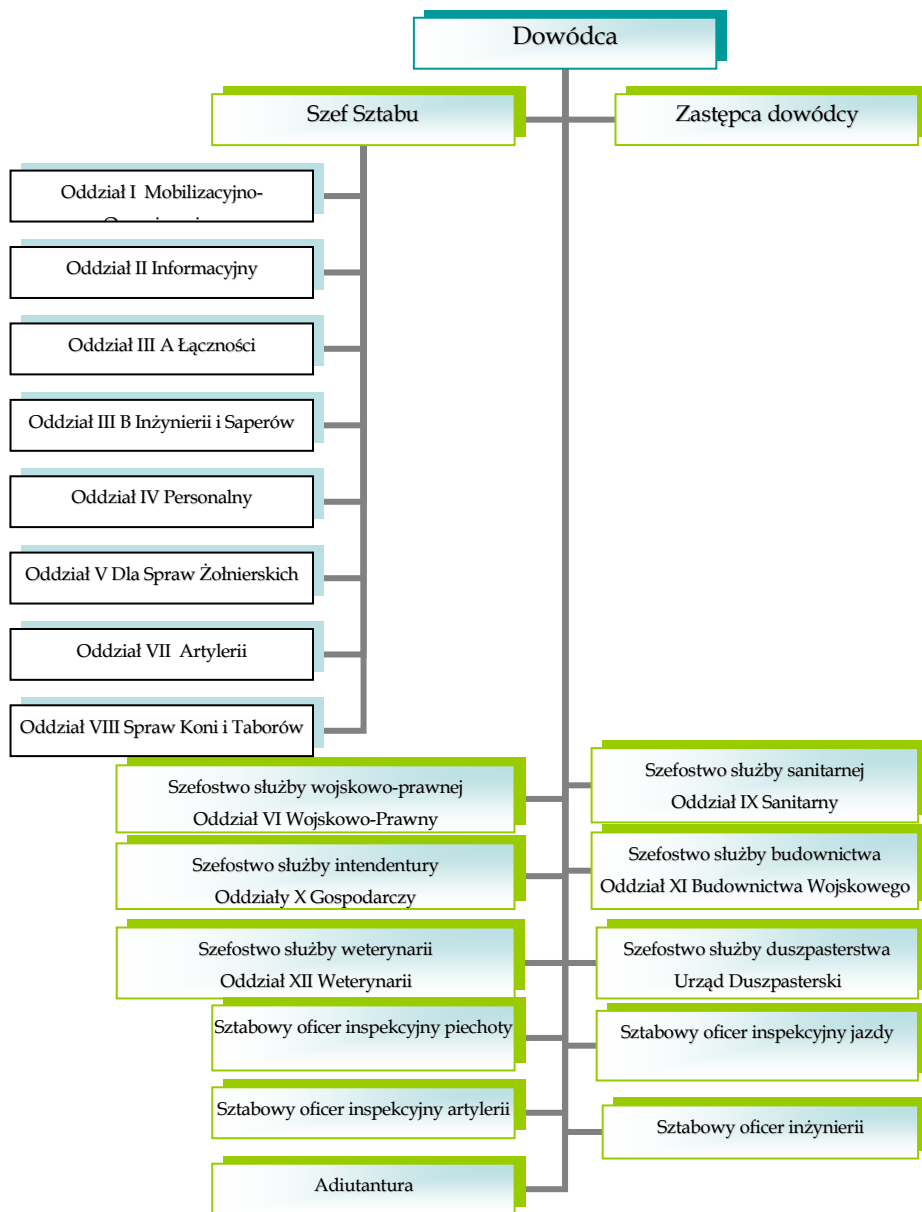 Dowódca
Szef Sztabu
Zastępca dowódcy
Oddział I Mobilizacyjno-
Oddział II Informacyjny
Oddział III A Łączności
Oddział III B Inżynierii i Saperów
Oddział IV Personalny
Oddział V Dla Spraw Żołnierskich
Oddział VII Artylerii
Oddział VIII Spraw Koni i Taborów
Szefostwo służby wojskowo-prawnej
Oddział VI Wojskowo-Prawny
Szefostwo służby sanitarnej
Oddział IX Sanitarny
Szefostwo służby intendentury
Oddziały X Gospodarczy
Szefostwo służby budownictwa
Oddział XI Budownictwa Wojskowego
Szefostwo służby weterynarii
Oddział XII Weterynarii
Szefostwo służby duszpasterstwa
Urząd Duszpasterski
Sztabowy oficer inspekcyjny piechoty
Sztabowy oficer inspekcyjny jazdy
Sztabowy oficer inspekcyjny artylerii
Sztabowy oficer inżynierii
Adiutantura